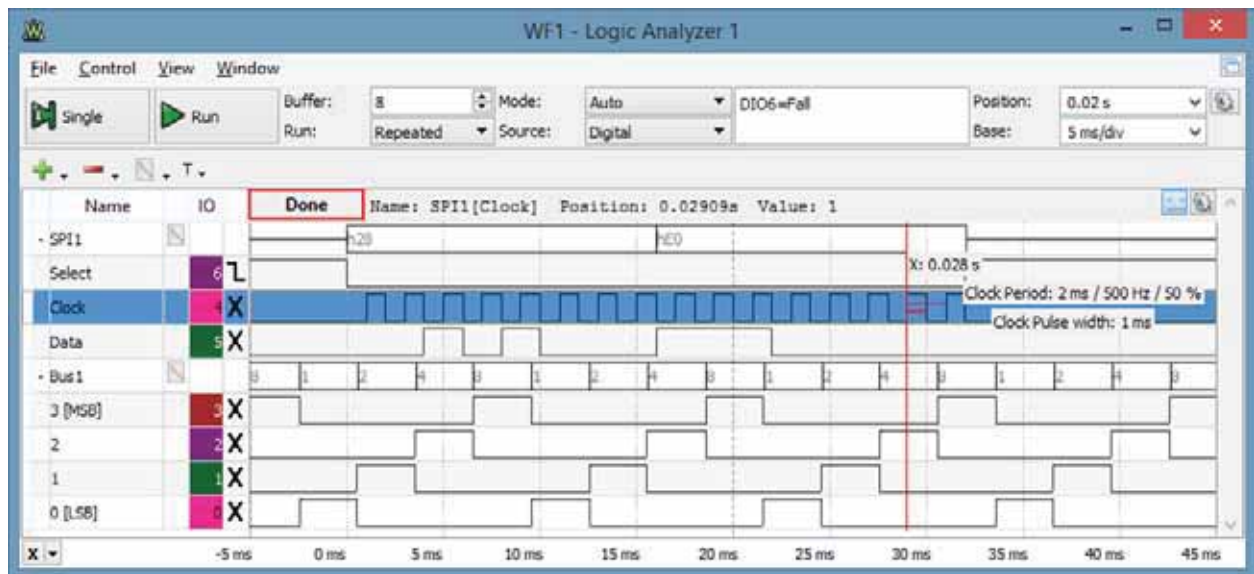 WF1 - Logic Analyzer 1
File Control View Window
Single Run Buffer: 8 Mode: Auto DIO6=Fall Position: 0.02 s
Run: Repeated Source: Digital Base: 5 ms/div
T
Name IO Done Name: SPI1[Clock] Position: 0.02909s Value: 1
- SPI1 h28 hE0
Select 6
X: 0.028 s
Clock 4 X Clock Period: 2 ms / 500 Hz / 50 %
Clock Pulse width: 1 ms
Data 5 X
- Bus1 8 1 2 4 8 1 2 4 8 1 2 4 8 1 2 4 8
3 [MSB] 3 X
2 2 X
1 1 X
0 [LSB] 0 X
X -5 ms 0 ms 5 ms 10 ms 15 ms 20 ms 25 ms 30 ms 35 ms 40 ms 45 ms